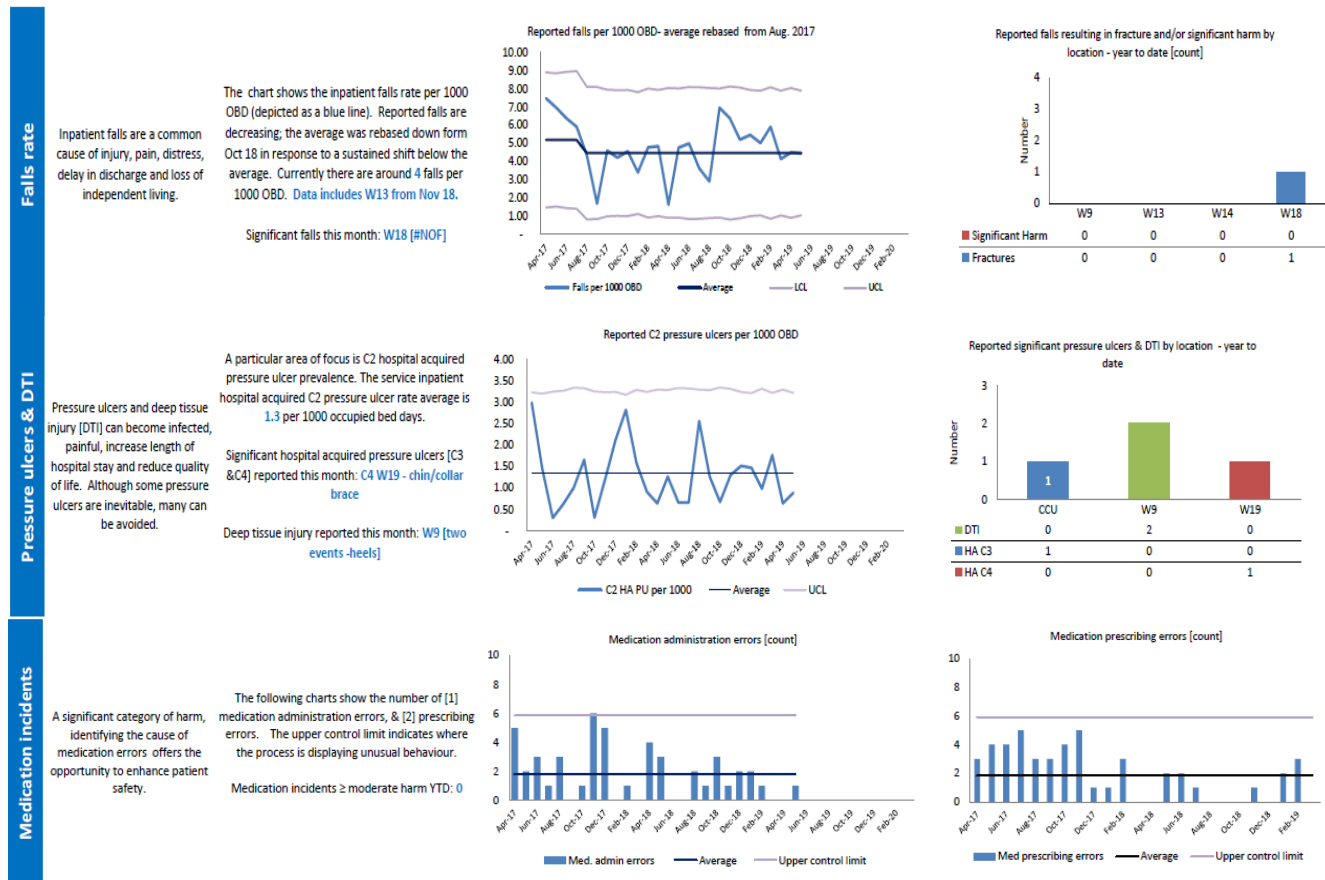 Falls rate
Inpatient falls are a common
cause of injury, pain, distress,
delay in discharge and loss of
independent living.
The chart shows the inpatient falls rate per 1000
OBD (depicted as a blue line). Reported falls are
decreasing; the average was rebased down form
Oct 18 in response to a sustained shift below the
average. Currently there are around 4 falls per
1000 OBD. Data includes W13 from Nov 18.
Significant falls this month: W18 [#NOF]
Reported falls per 1000 OBD- average rebased from Aug. 2017
10.00
9.00
8.00
7.00
6.00
5.00
4.00
3.00
2.00
1.00
-
Apr-17 Jun-17 Aug-17 Oct-17 Dec-17 Feb-18 Apr-18 Jun-18 Aug-18 Oct-18 Dec-18 Feb-19 Apr-19 Jun-19 Aug-19 Oct-19 Dec-19 Feb-20
Falls per 1000 OBD Average LCL UCL
Reported falls resulting in fracture and/or significant harm by
location - year to date [count]
Number
4
3
2
1
0
W9 W13 W14 W18
Significant Harm 0 0 0 0
Fractures 0 0 0 1
Pressure ulcers & DTI
Pressure ulcers and deep tissue
injury [DTI] can become infected,
painful, increase length of
hospital stay and reduce quality
of life. Although some pressure
ulcers are inevitable, many can
be avoided.
A particular area of focus is C2 hospital acquired
pressure ulcer prevalence. The service inpatient
hospital acquired C2 pressure ulcer rate average is
1.3 per 1000 occupied bed days.
Significant hospital acquired pressure ulcers [C3
&C4] reported this month: C4 W19 - chin/collar
brace
Deep tissue injury reported this month: W9 [two
events -heels]
Reported C2 pressure ulcers per 1000 OBD
4.00
3.50
3.00
2.50
2.00
1.50
1.00
0.50
-
Apr-17 Jun-17 Aug-17 Oct-17 Dec-17 Feb-18 Apr-18 Jun-18 Aug-18 Oct-18 Dec-18 Feb-19 Apr-19 Jun-19 Aug-19 Oct-19 Dec-19 Feb-20
C2 HA PU per 1000 Average UCL
Reported significant pressure ulcers & DTI by location - year to
date
Number
3
2
1
0
1
CCU W9 W19
DTI 0 2 0
HA C3 1 0 0
HA C4 0 0 1
Medication incidents
A significant category of harm,
identifying the cause of
medication errors offers the
opportunity to enhance patient
safety.
The following charts show the number of [1]
medication administration errors, & [2] prescribing
errors. The upper control limit indicates where
the process is displaying unusual behaviour.
Medication incidents ≥ moderate harm YTD: 0
Medication administration errors [count]
10
8
6
4
2
0
Apr-17 Jun-17 Aug-17 Oct-17 Dec-17 Feb-18 Apr-18 Jun-18 Aug-18 Oct-18 Dec-18 Feb-19 Apr-19 Jun-19 Aug-19 Oct-19 Dec-19 Feb-20
Med. admin errors Average Upper control limit
Medication prescribing errors [count]
10
8
6
4
2
0
Apr-17 Jun-17 Aug-17 Oct-17 Dec-17 Feb-18 Apr-18 Jun-18 Aug-18 Oct-18 Dec-18 Feb-19
Med prescribing errors Average Upper control limit